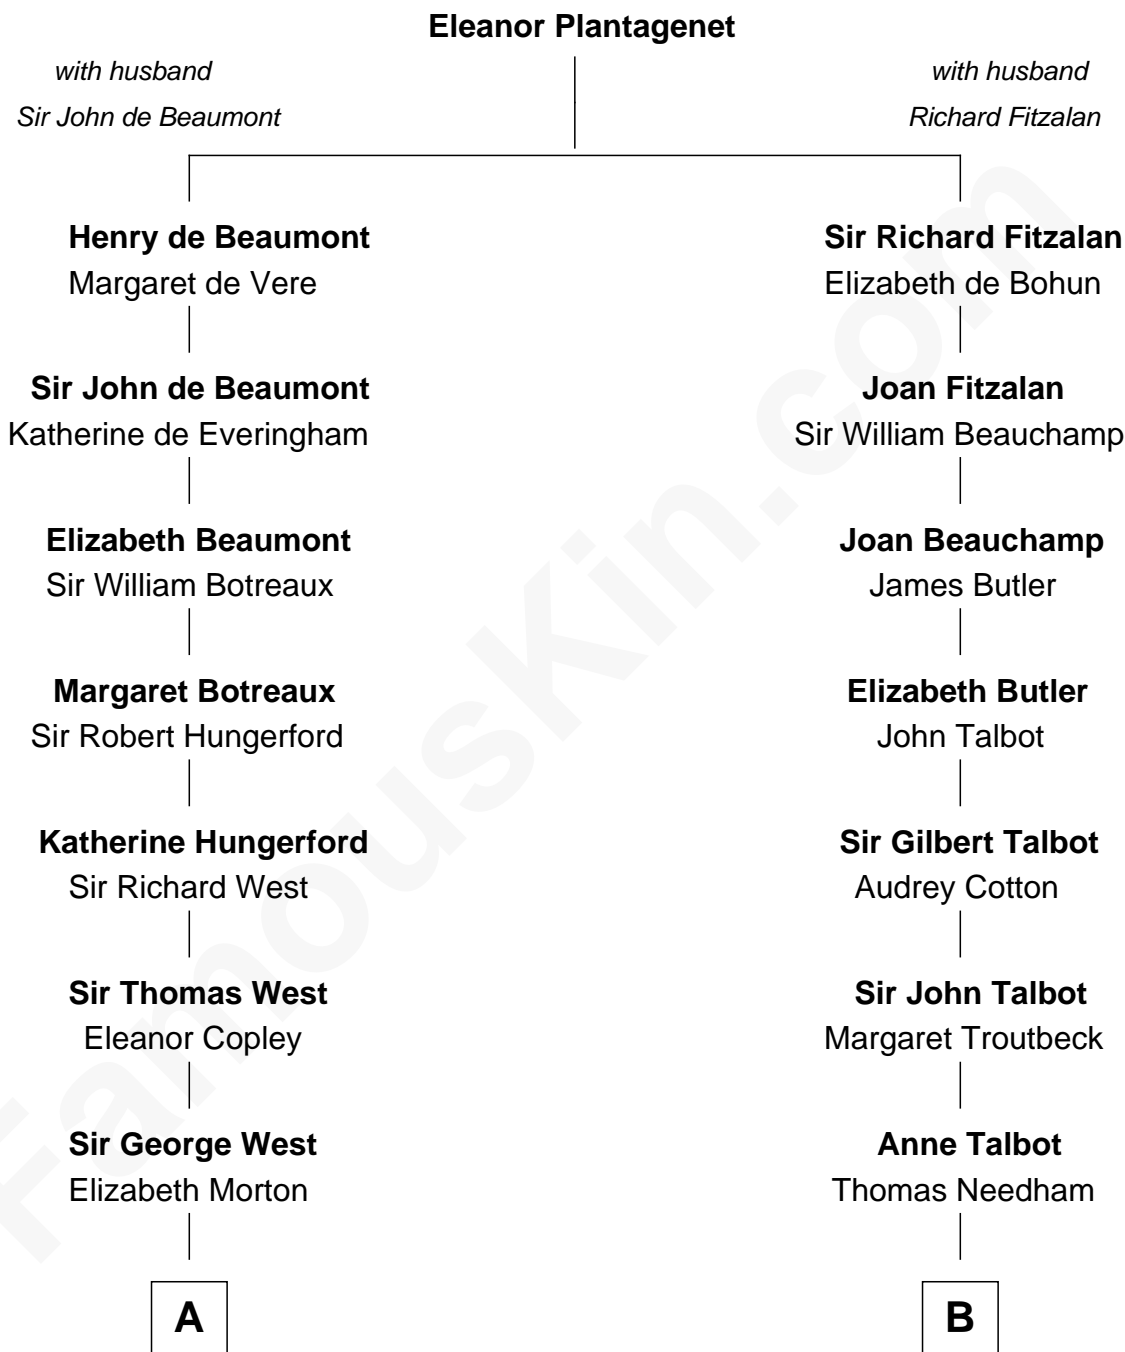 Eleanor Plantagenet
with husband
Sir John de Beaumont
with husband
Richard Fitzalan
Henry de Beaumont
Margaret de Vere
Sir Richard Fitzalan
Elizabeth de Bohun
Sir John de Beaumont
Katherine de Everingham
Joan Fitzalan
Sir William Beauchamp
Elizabeth Beaumont
Sir William Botreaux
Joan Beauchamp
James Butler
Margaret Botreaux
Sir Robert Hungerford
Elizabeth Butler
John Talbot
Katherine Hungerford
Sir Richard West
Sir Gilbert Talbot
Audrey Cotton
Sir Thomas West
Eleanor Copley
Sir John Talbot
Margaret Troutbeck
Sir George West
Elizabeth Morton
Anne Talbot
Thomas Needham
A
B
FamousKin.com